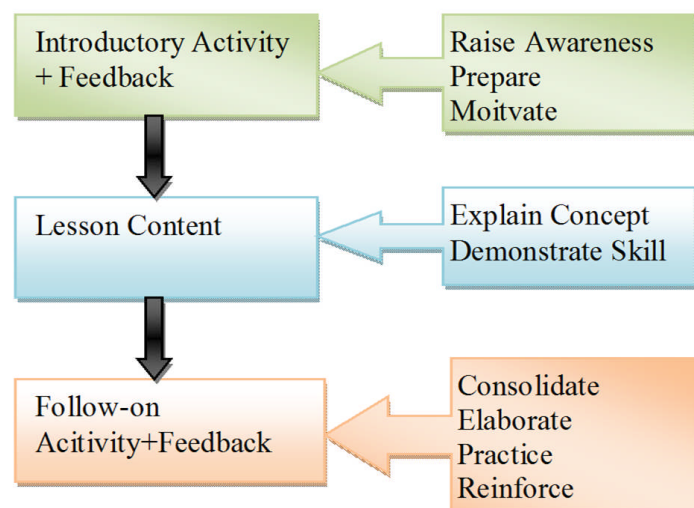 Introductory Activity
+ Feedback
Raise Awareness
Prepare
Moitvate
Lesson Content
Explain Concept
Demonstrate Skill
Follow-on
Acitivity+Feedback
Consolidate
Elaborate
Practice
Reinforce